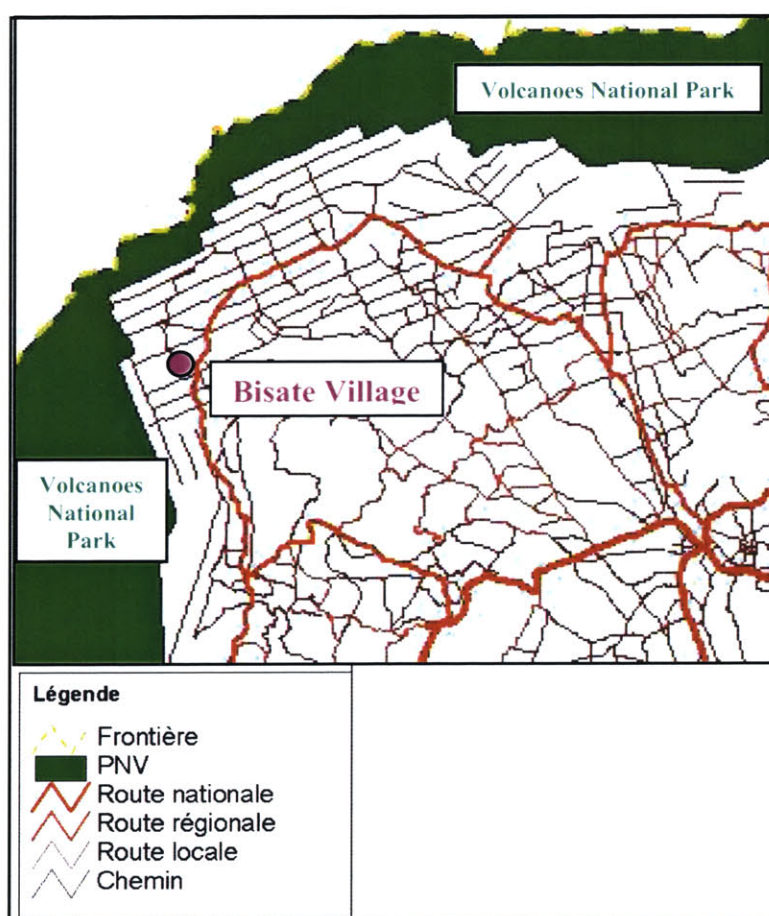 Volcanoes National Park
Bisate Village
Volcanoes
National
Park
Légende
Frontière
PNV
Route nationale
Route régionale
Route locale
Chemin